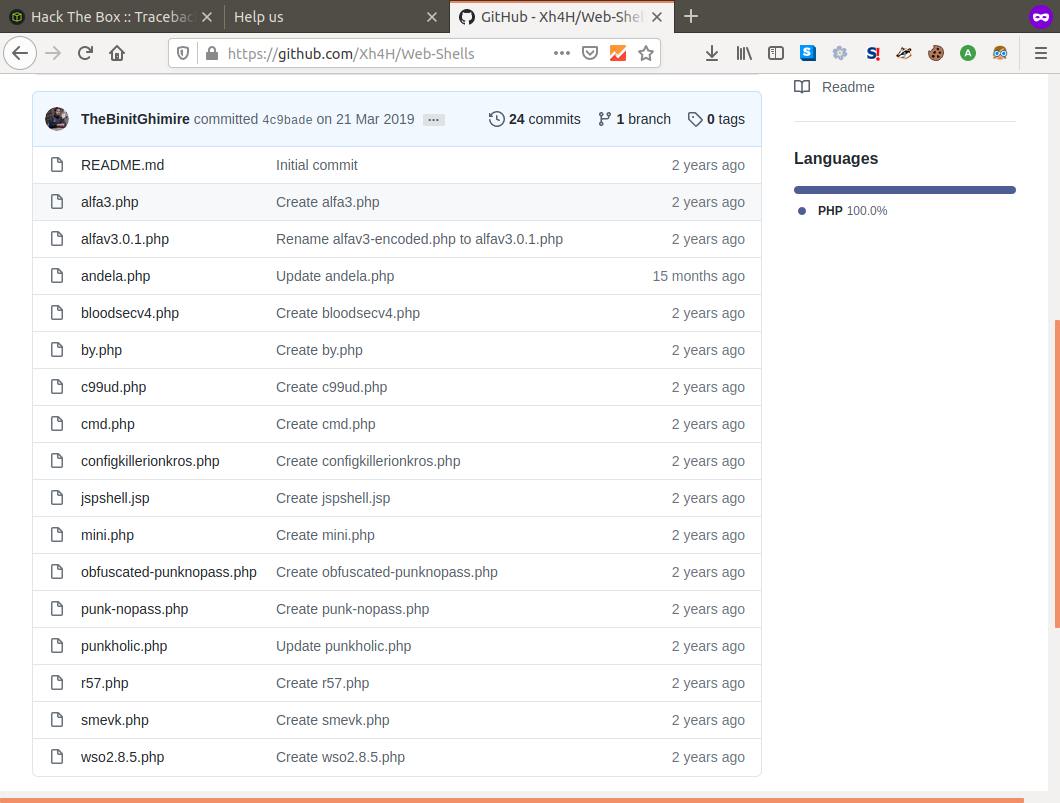 Hack The Box :: Traceback
Help us
GitHub - Xh4H/Web-Shel
https://github.com/Xh4H/Web-Shells
TheBinitGhimire committed 4c9bade on 21 Mar 2019 ... 24 commits 1 branch 0 tags
README.md Initial commit 2 years ago
alfa3.php Create alfa3.php 2 years ago
alfav3.0.1.php Rename alfav3-encoded.php to alfav3.0.1.php 2 years ago
andela.php Update andela.php 15 months ago
bloodsecv4.php Create bloodsecv4.php 2 years ago
by.php Create by.php 2 years ago
c99ud.php Create c99ud.php 2 years ago
cmd.php Create cmd.php 2 years ago
configkillerionkros.php Create configkillerionkros.php 2 years ago
jspshell.jsp Create jspshell.jsp 2 years ago
mini.php Create mini.php 2 years ago
obfuscated-punknopass.php Create obfuscated-punknopass.php 2 years ago
punk-nopass.php Create punk-nopass.php 2 years ago
punkholic.php Update punkholic.php 2 years ago
r57.php Create r57.php 2 years ago
smevk.php Create smevk.php 2 years ago
wso2.8.5.php Create wso2.8.5.php 2 years ago
Readme
Languages
PHP 100.0%